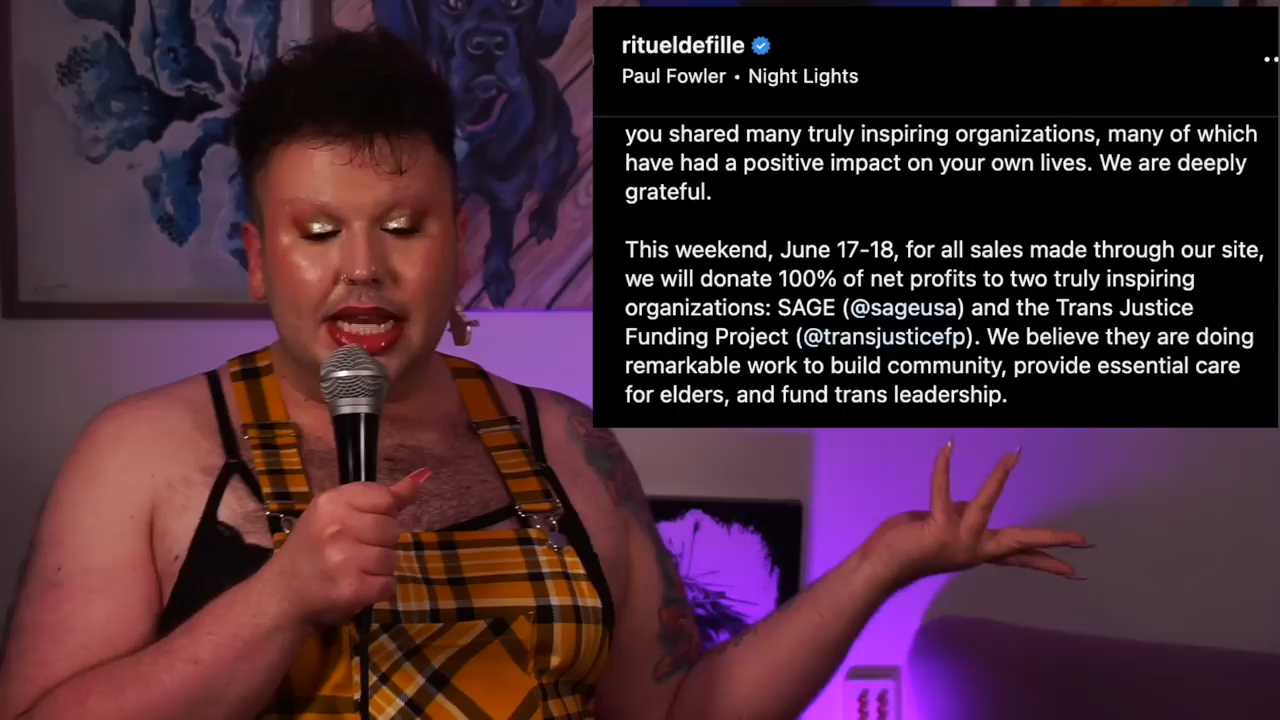 ritueldefille
Paul Fowler • Night Lights
you shared many truly inspiring organizations, many of which
have had a positive impact on your own lives. We are deeply
grateful.
This weekend, June 17-18, for all sales made through our site,
we will donate 100% of net profits to two truly inspiring
organizations: SAGE (@sageusa) and the Trans Justice
Funding Project (@transjusticefp). We believe they are doing
remarkable work to build community, provide essential care
for elders, and fund trans leadership.